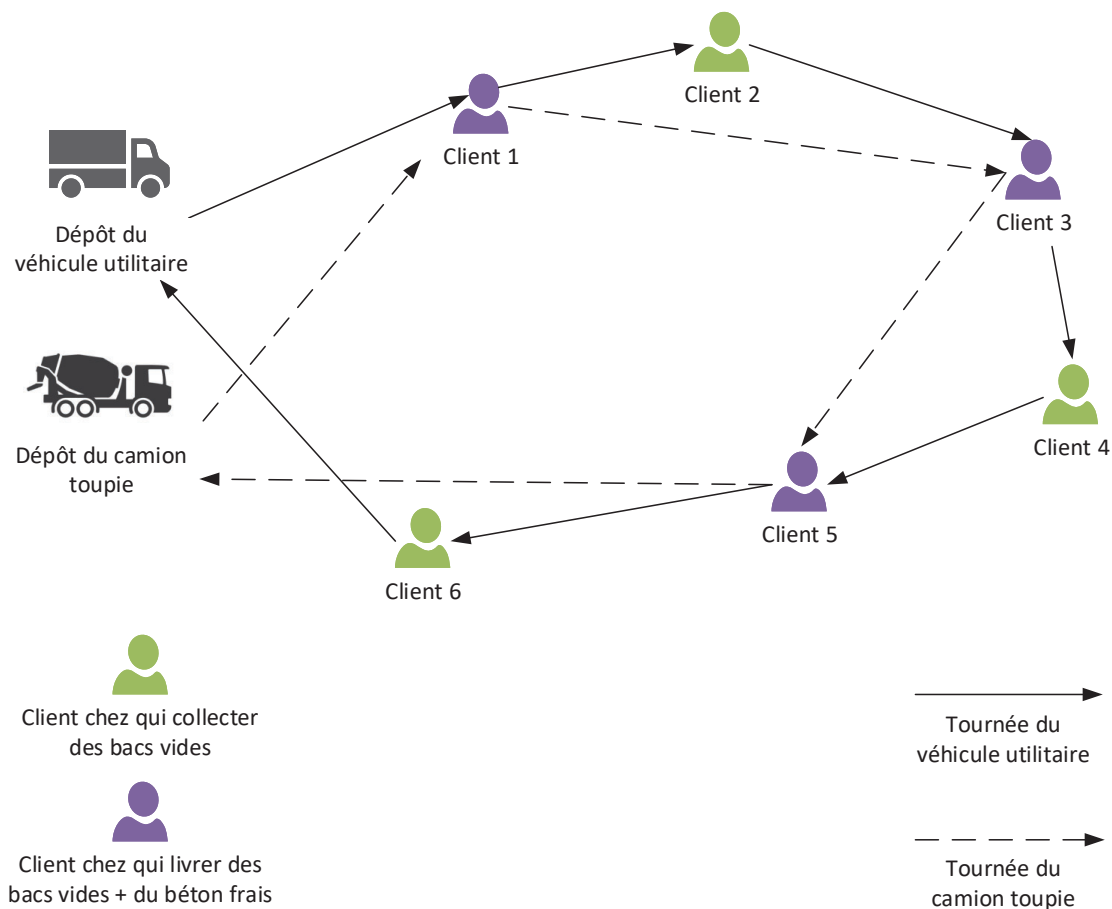 Client 2
Client 1
Client 3
Dépôt du
véhicule utilitaire
Client 4
Dépôt du camion
toupie
Client 5
Client 6
Client chez qui collecter
des bacs vides
Tournée du
véhicule utilitaire
Client chez qui livrer des
bacs vides + du béton frais
Tournée du
camion toupie